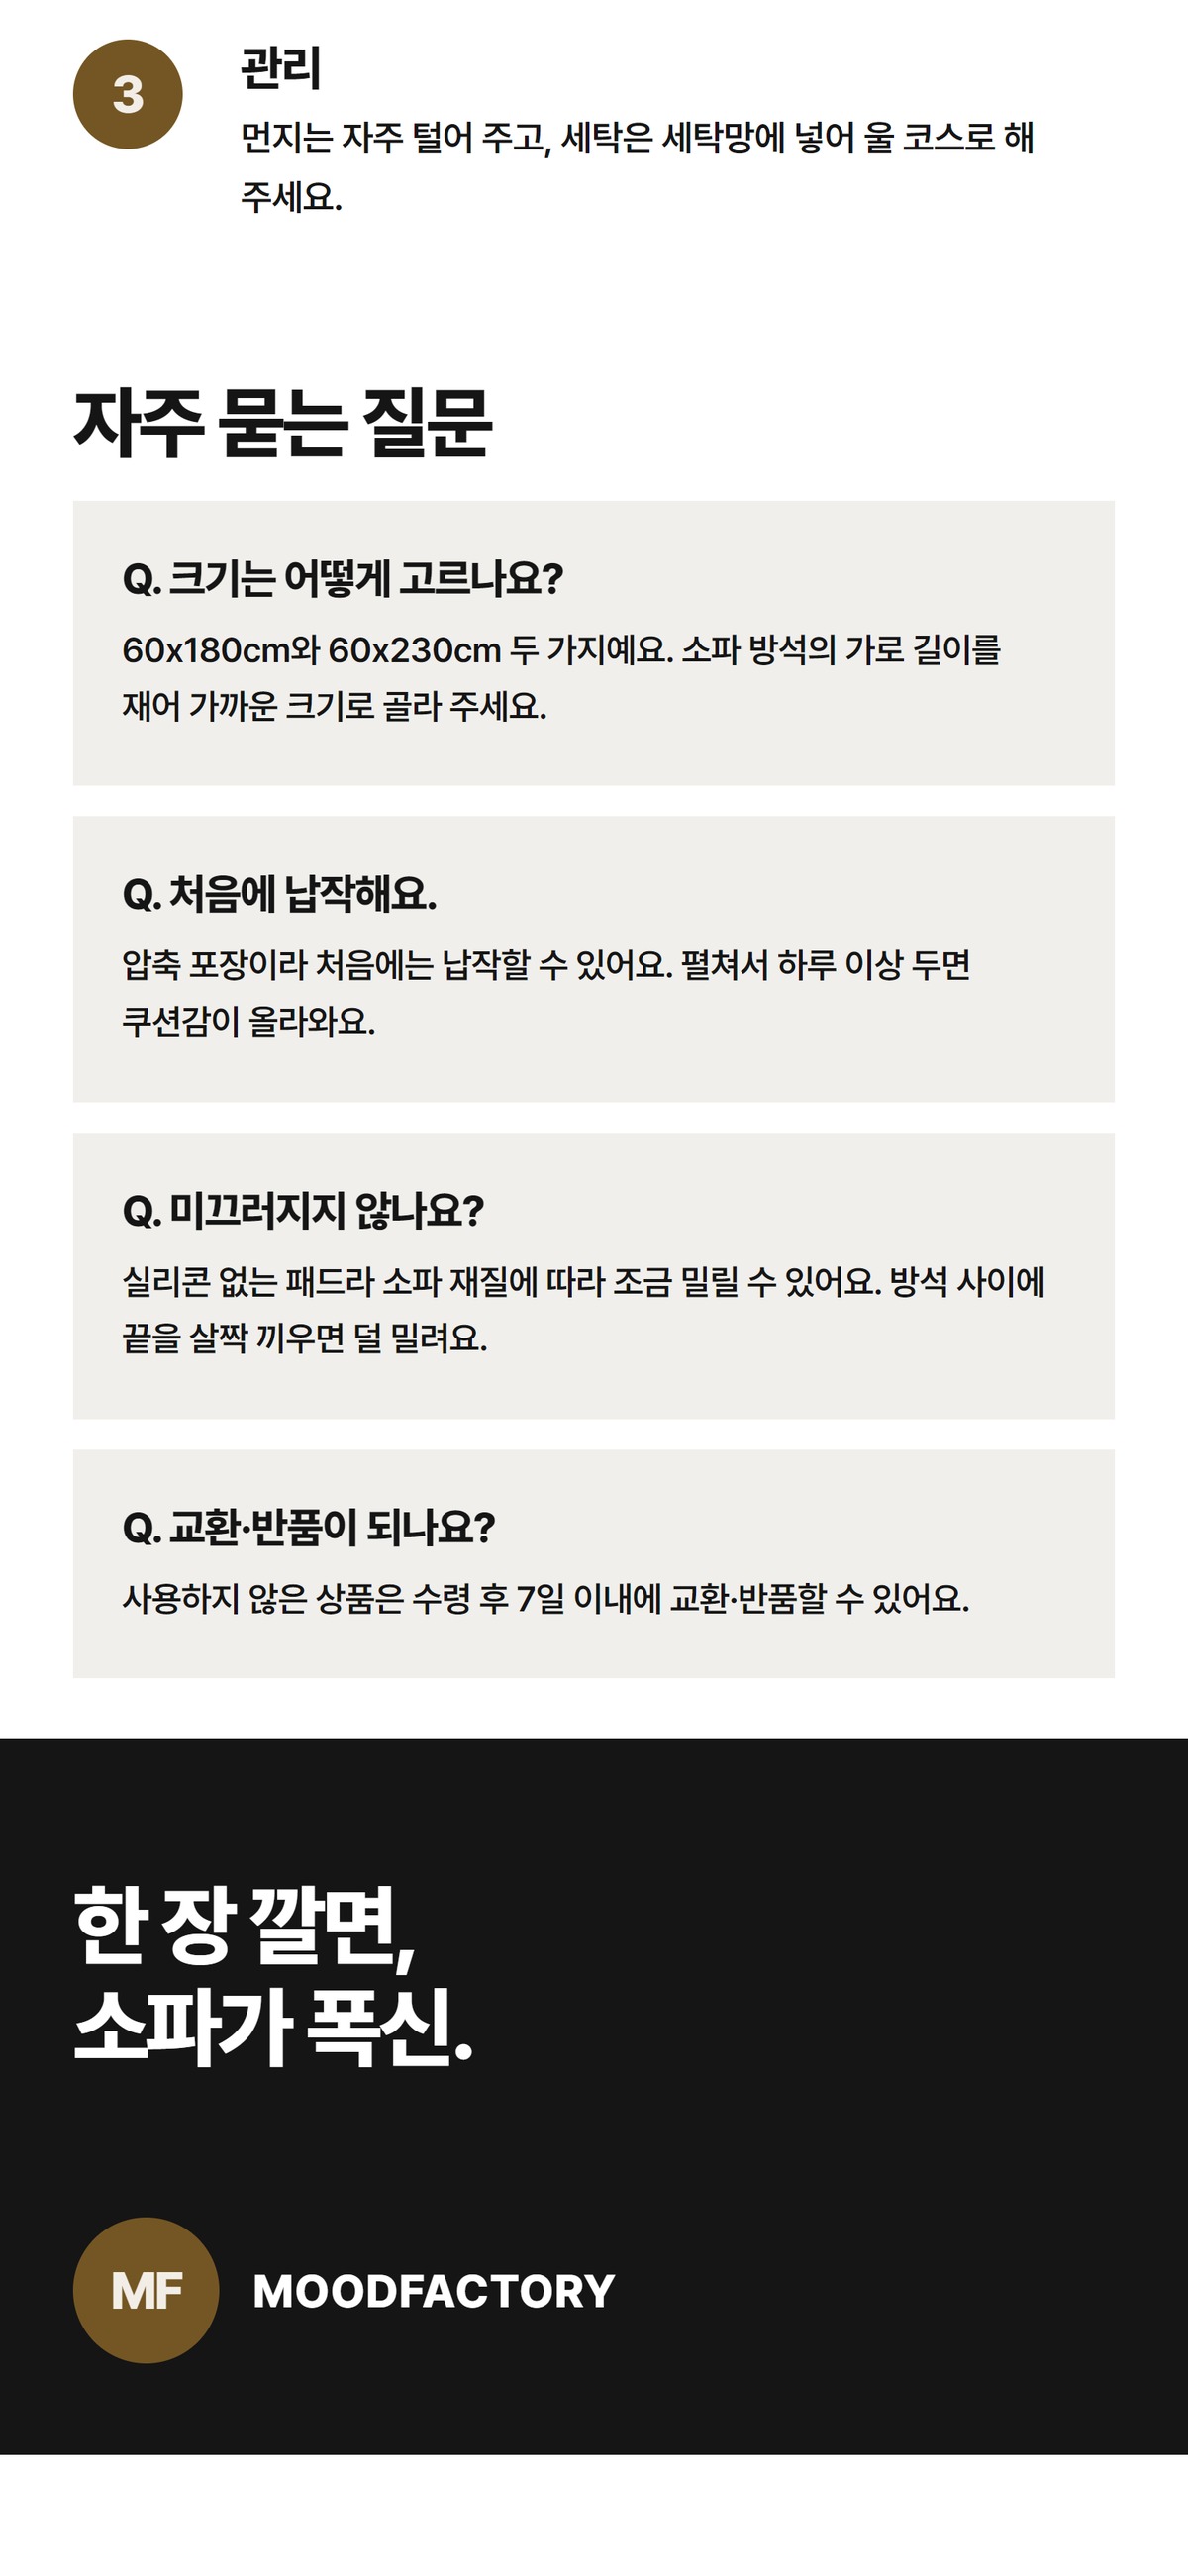 3
관리
먼지는 자주 털어 주고, 세탁은 세탁망에 넣어 울 코스로 해
주세요.
자주 묻는 질문
Q. 크기는 어떻게 고르나요?
60x180cm와 60x230cm 두 가지예요. 소파 방석의 가로 길이를
재어 가까운 크기로 골라 주세요.
Q. 처음에 납작해요.
압축 포장이라 처음에는 납작할 수 있어요. 펼쳐서 하루 이상 두면
쿠션감이 올라와요.
Q. 미끄러지지 않나요?
실리콘 없는 패드라 소파 재질에 따라 조금 밀릴 수 있어요. 방석 사이에
끝을 살짝 끼우면 덜 밀려요.
Q. 교환·반품이 되나요?
사용하지 않은 상품은 수령 후 7일 이내에 교환·반품할 수 있어요.
한 장 깔면,
소파가 폭신.
MF
MOODFACTORY